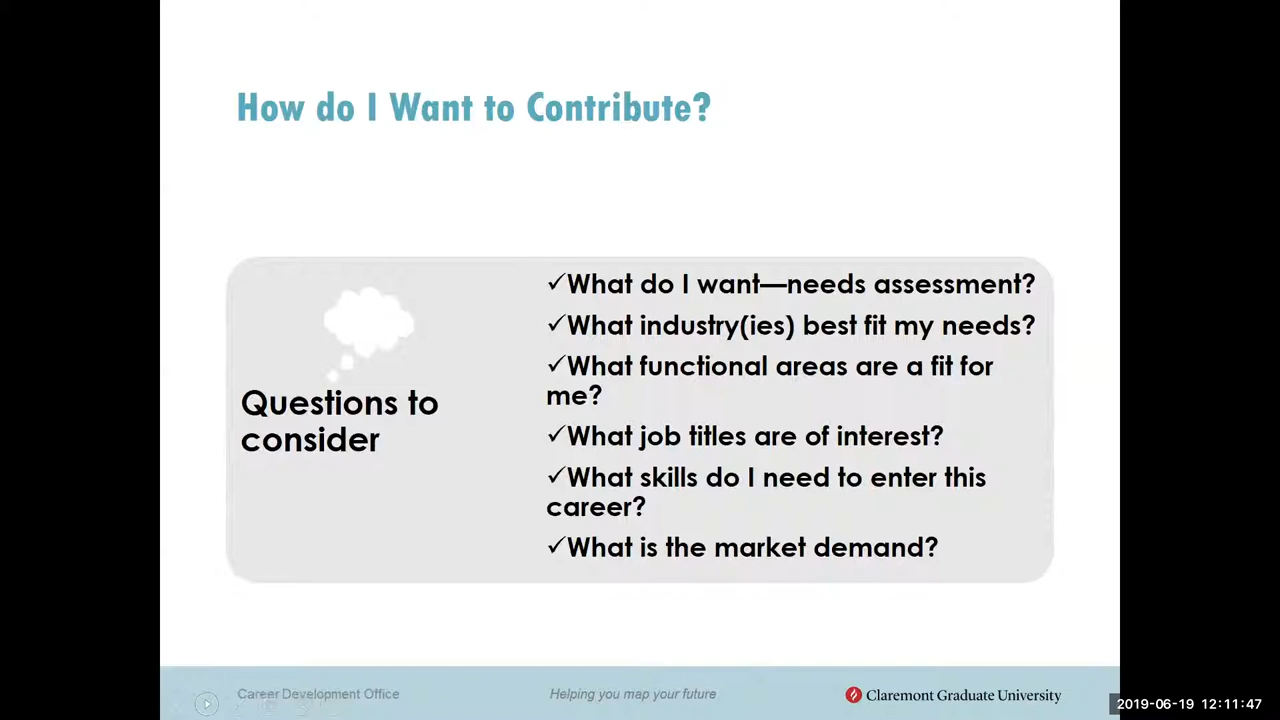 How do I Want to Contribute?
Questions to
consider
✓What do I want—needs assessment?
✓What industry(ies) best fit my needs?
✓What functional areas are a fit for
me?
✓What job titles are of interest?
✓What skills do I need to enter this
career?
✓What is the market demand?
Career Development Office
Helping you map your future
Claremont Graduate University
2019-06-19 12:11:47